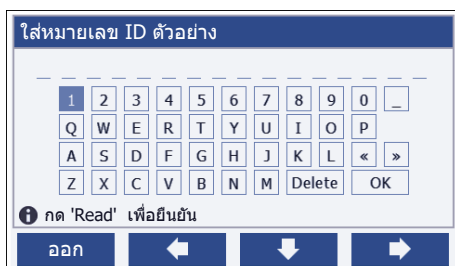 ใส่หมายเลข ID ตัวอย่าง
_ _ _ _ _ _ _ _ _ _ _ _ _ _ _
1 2 3 4 5 6 7 8 9 0 _
Q W E R T Y U I O P
A S D F G H J K L « »
Z X C V B N M Delete OK
กด 'Read' เพื่อยืนยัน
ออก